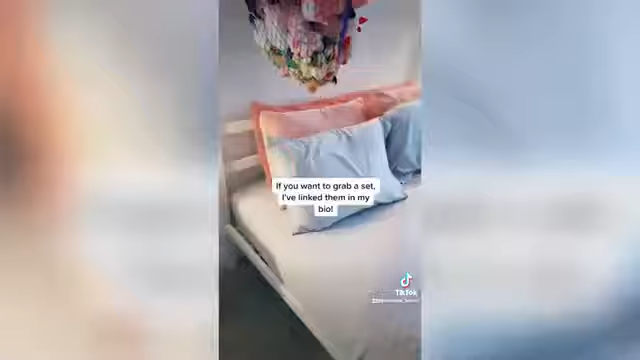 If you want to grab a set,
I've linked them in my
bio!
TikTok